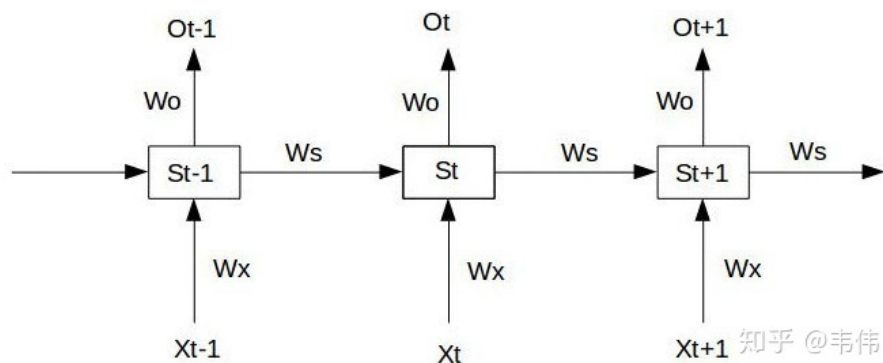 Ot-1 Ot Ot+1
Wo Wo Wo
Ws Ws Ws
St-1 St St+1
Wx Wx Wx
Xt-1 Xt Xt+1
知乎 @韦伟